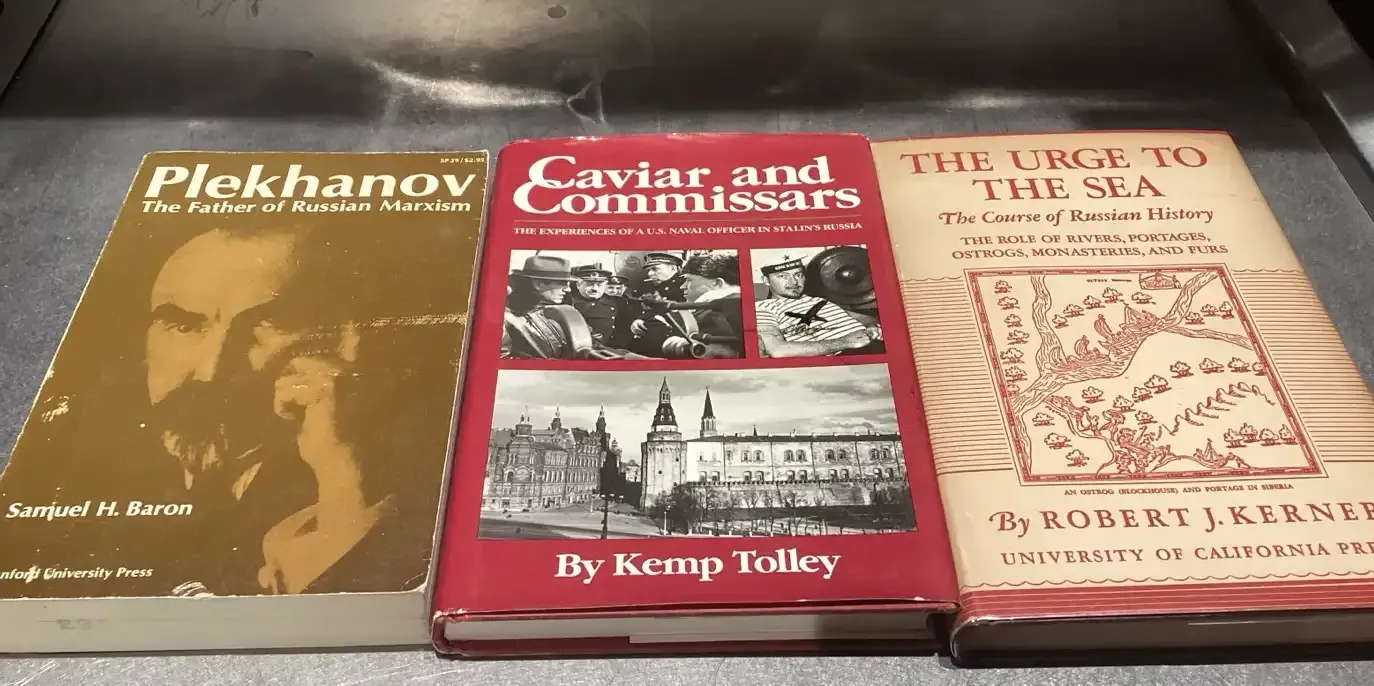 SP 29/$2.95
Plekhanov
The Father of Russian Marxism
Samuel H. Baron
nford University Press
Caviar and
Commissars
THE EXPERIENCES OF A U.S. NAVAL OFFICER IN STALIN'S RUSSIA
By Kemp Tolley
THE URGE TO
THE SEA
The Course of Russian History
THE ROLE OF RIVERS, PORTAGES,
OSTROGS, MONASTERIES, AND FURS
AN OSTROG (BLOCKHOUSE) AND PORTAGE IN SIBERIA
By ROBERT J. KERNER
UNIVERSITY OF CALIFORNIA PRE